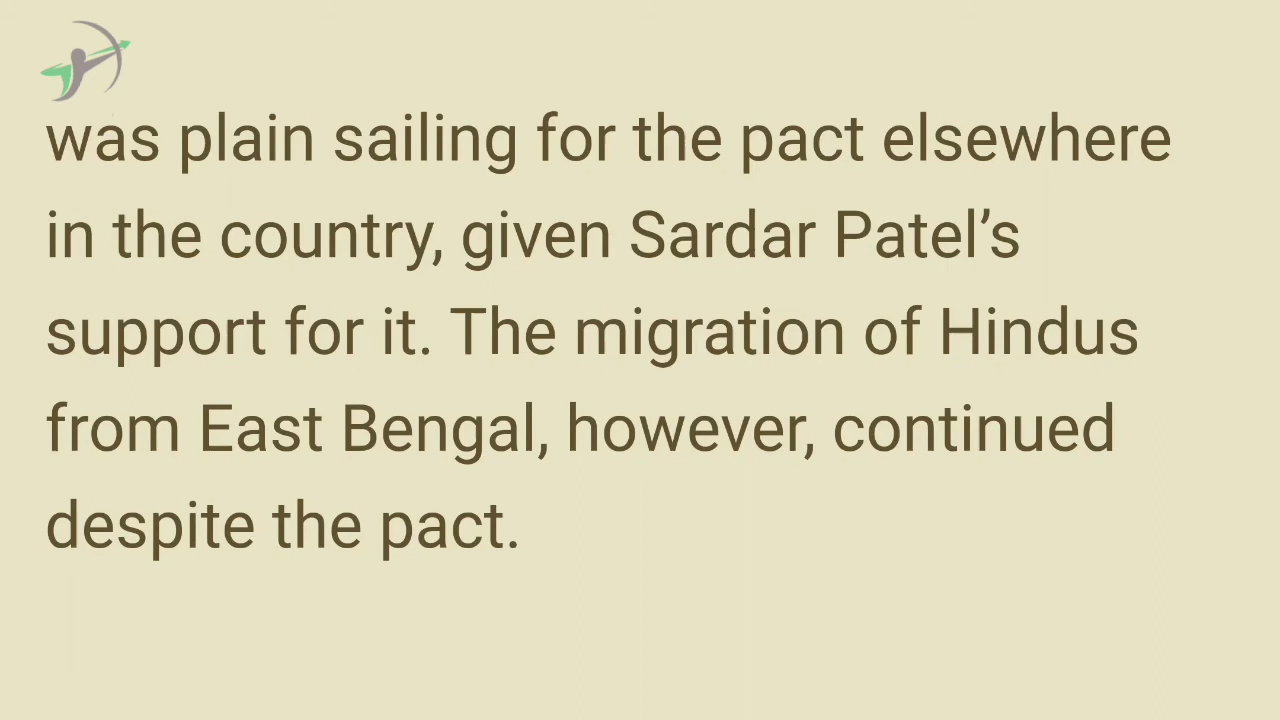 was plain sailing for the pact elsewhere
in the country, given Sardar Patel’s
support for it. The migration of Hindus
from East Bengal, however, continued
despite the pact.